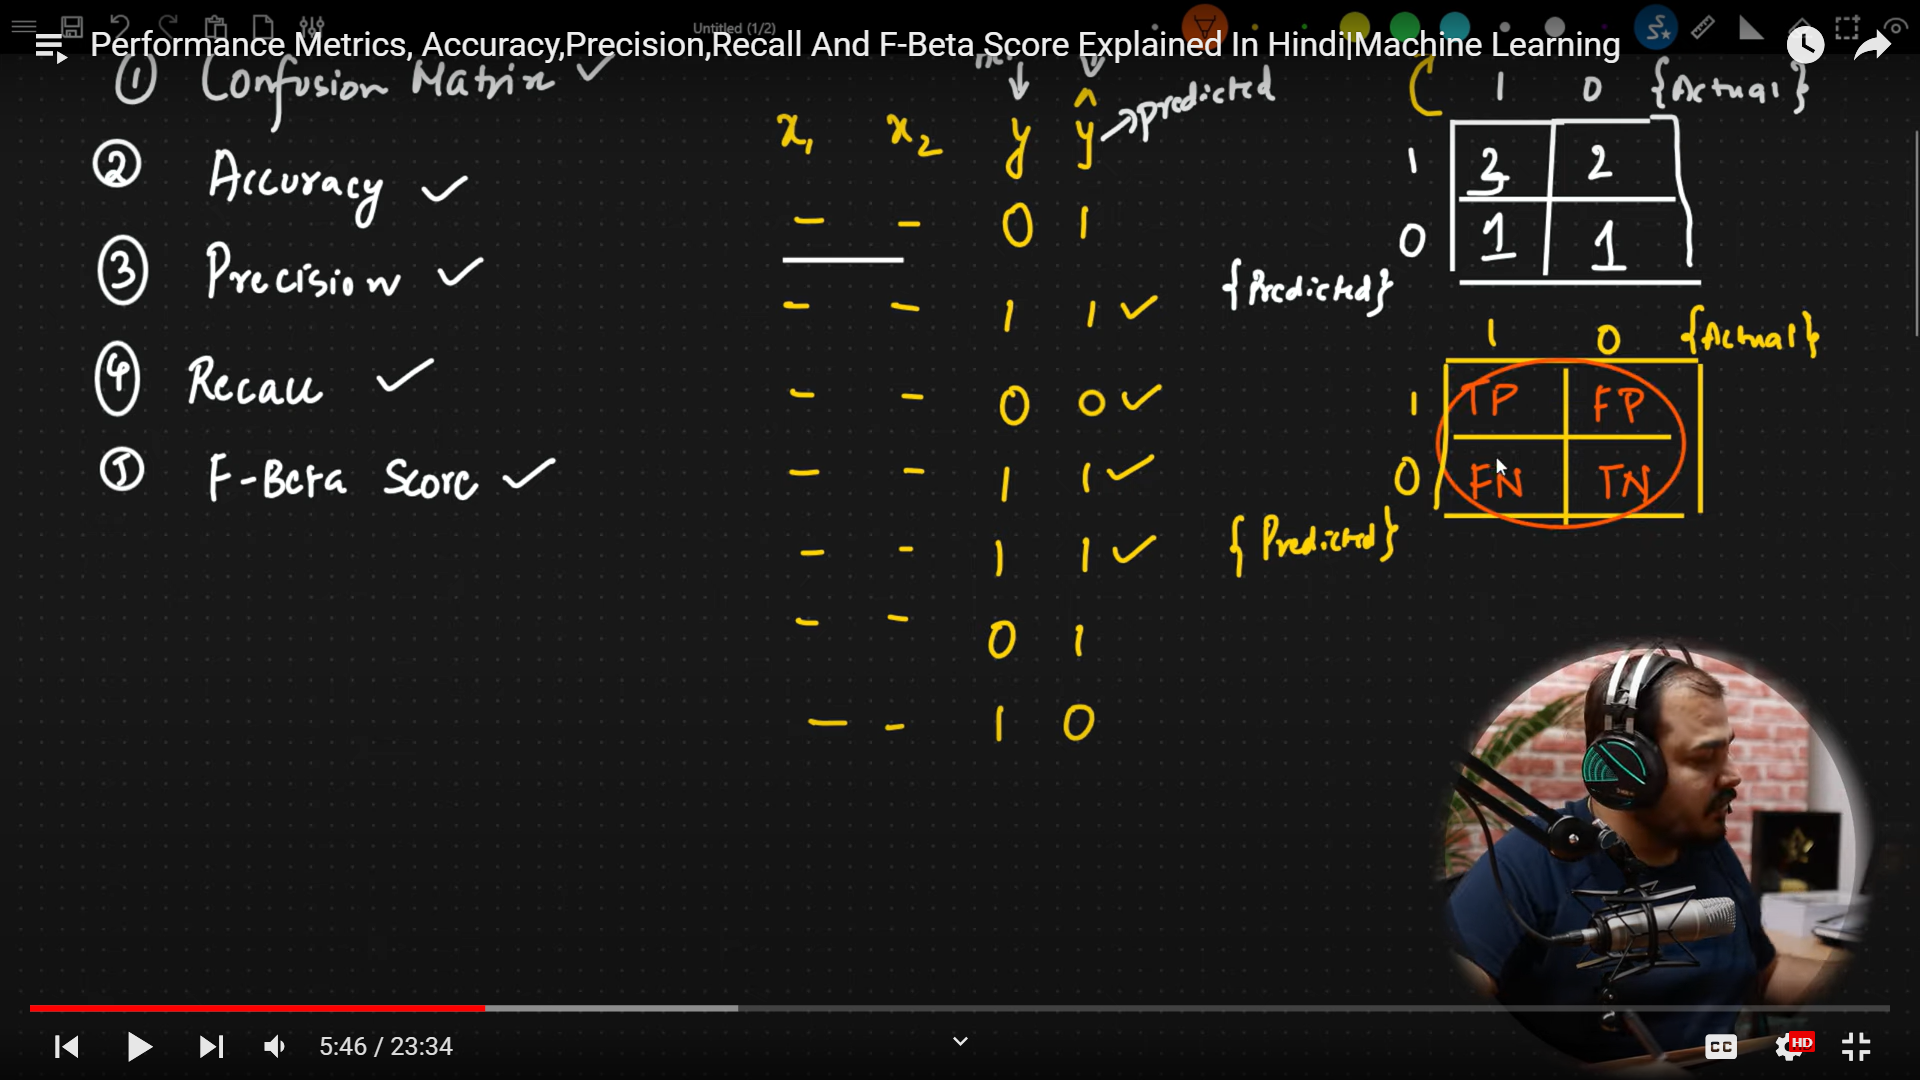 Untitled (1/2)
Performance Metrics, Accuracy,Precision,Recall And F-Beta Score Explained In Hindi|Machine Learning
① Confusion Matrix ✓
② Accuracy ✓
③ Precision ✓
④ Recall ✓
⑤ F-Beta Score ✓
x₁ x₂ y ŷ → predicted
- - 0 1
- - 1 1 ✓
- - 0 0 ✓
- - 1 1 ✓
- - 1 1 ✓
- - 0 1
- - 1 0
1 0 {Actual}
1 3 2
0 1 1
{Predicted}
1 0 {Actual}
1 TP FP
0 FN TN
{Predicted}
5:46 / 23:34
CC
HD